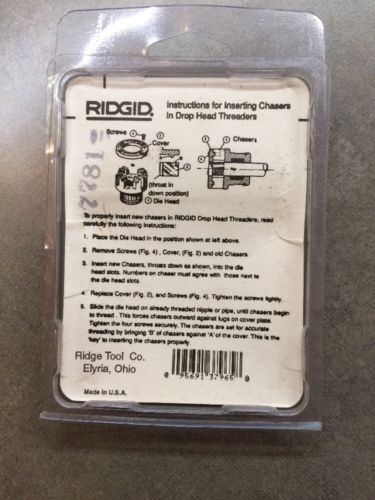 RIDGID
Instructions for Inserting Chasers
In Drop Head Threaders
Screws
Cover
(throat in
down position)
Die Head
Chasers
To properly insert new chasers in RIDGID Drop Head Threaders, read
carefully the following instructions:
1. Place the Die Head in the position shown at left above.
2. Remove Screws (Fig. 4), Cover, (Fig. 2) and old Chasers.
3. Insert new Chasers, throats down as shown, into the die
head slots. Numbers on chaser must agree with those next to
the die head slots.
4. Replace Cover (Fig. 2), and Screws (Fig. 4). Tighten the screws lightly.
5. Slide the die head on already threaded nipple or pipe, until chasers begin
to thread. This forces chasers outward against lugs on cover plate.
Tighten the four screws securely. The chasers are set for accurate
threading by bringing 'B' of chasers against 'A' of the cover. This is the
'key' to inserting the chasers properly.
Ridge Tool Co.
Elyria, Ohio
Made in U.S.A.
0 95691 37965 8